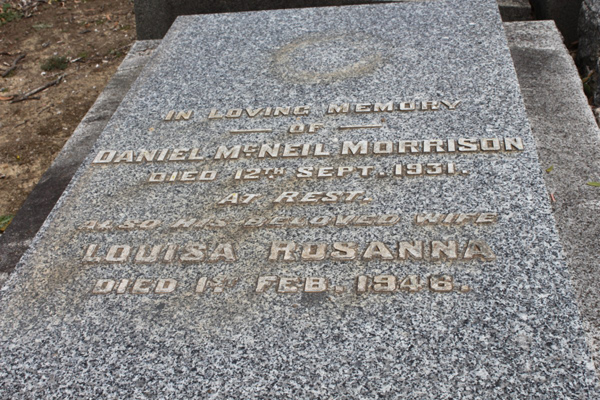 IN LOVING MEMORY
OF
DANIEL McNEIL MORRISON
DIED 12TH SEPT. 1931.
AT REST.
ALSO HIS BELOVED WIFE
LOUISA ROSANNA
DIED 1ST FEB. 1946.